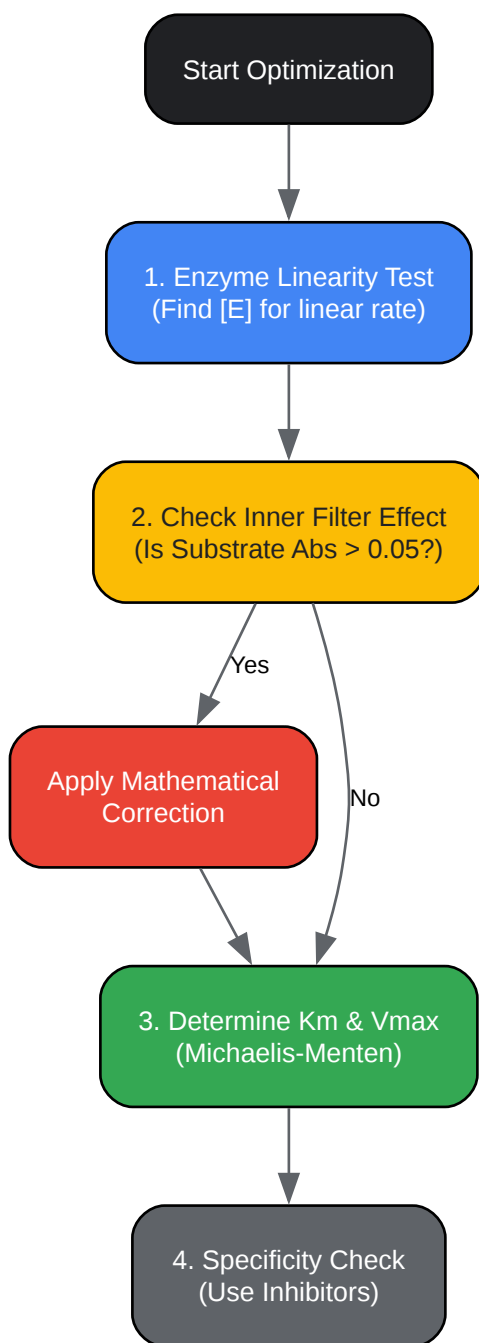 Start Optimization
1. Enzyme Linearity Test
(Find [E] for linear rate)
2. Check Inner Filter Effect
(Is Substrate Abs > 0.05?)
Yes
Apply Mathematical
Correction
No
3. Determine Km & Vmax
(Michaelis-Menten)
4. Specificity Check
(Use Inhibitors)